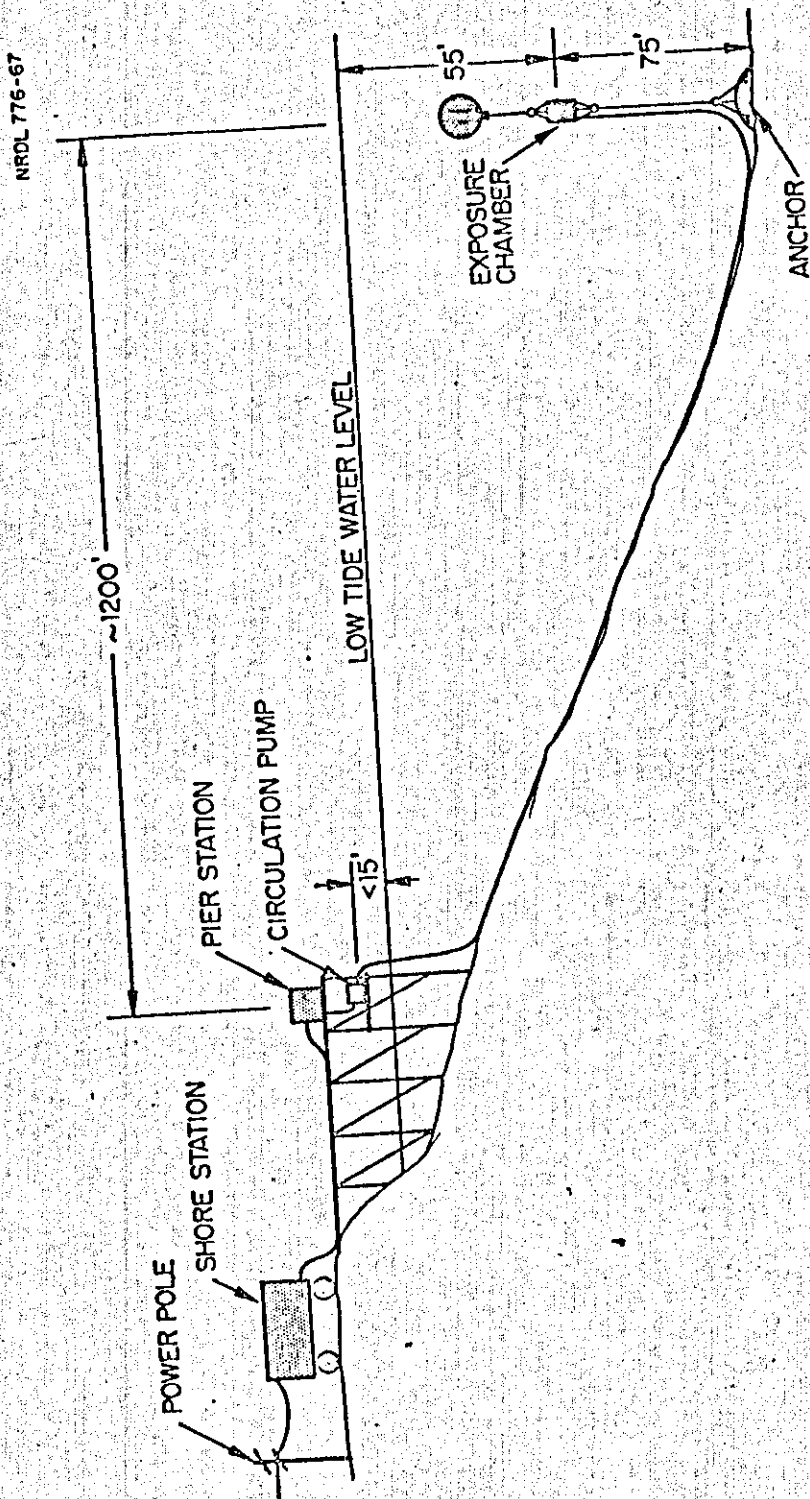 NRDL 776-67
~1200'
POWER POLE
SHORE STATION
PIER STATION
CIRCULATION PUMP
<15'
LOW TIDE WATER LEVEL
55'
EXPOSURE
CHAMBER
75'
ANCHOR